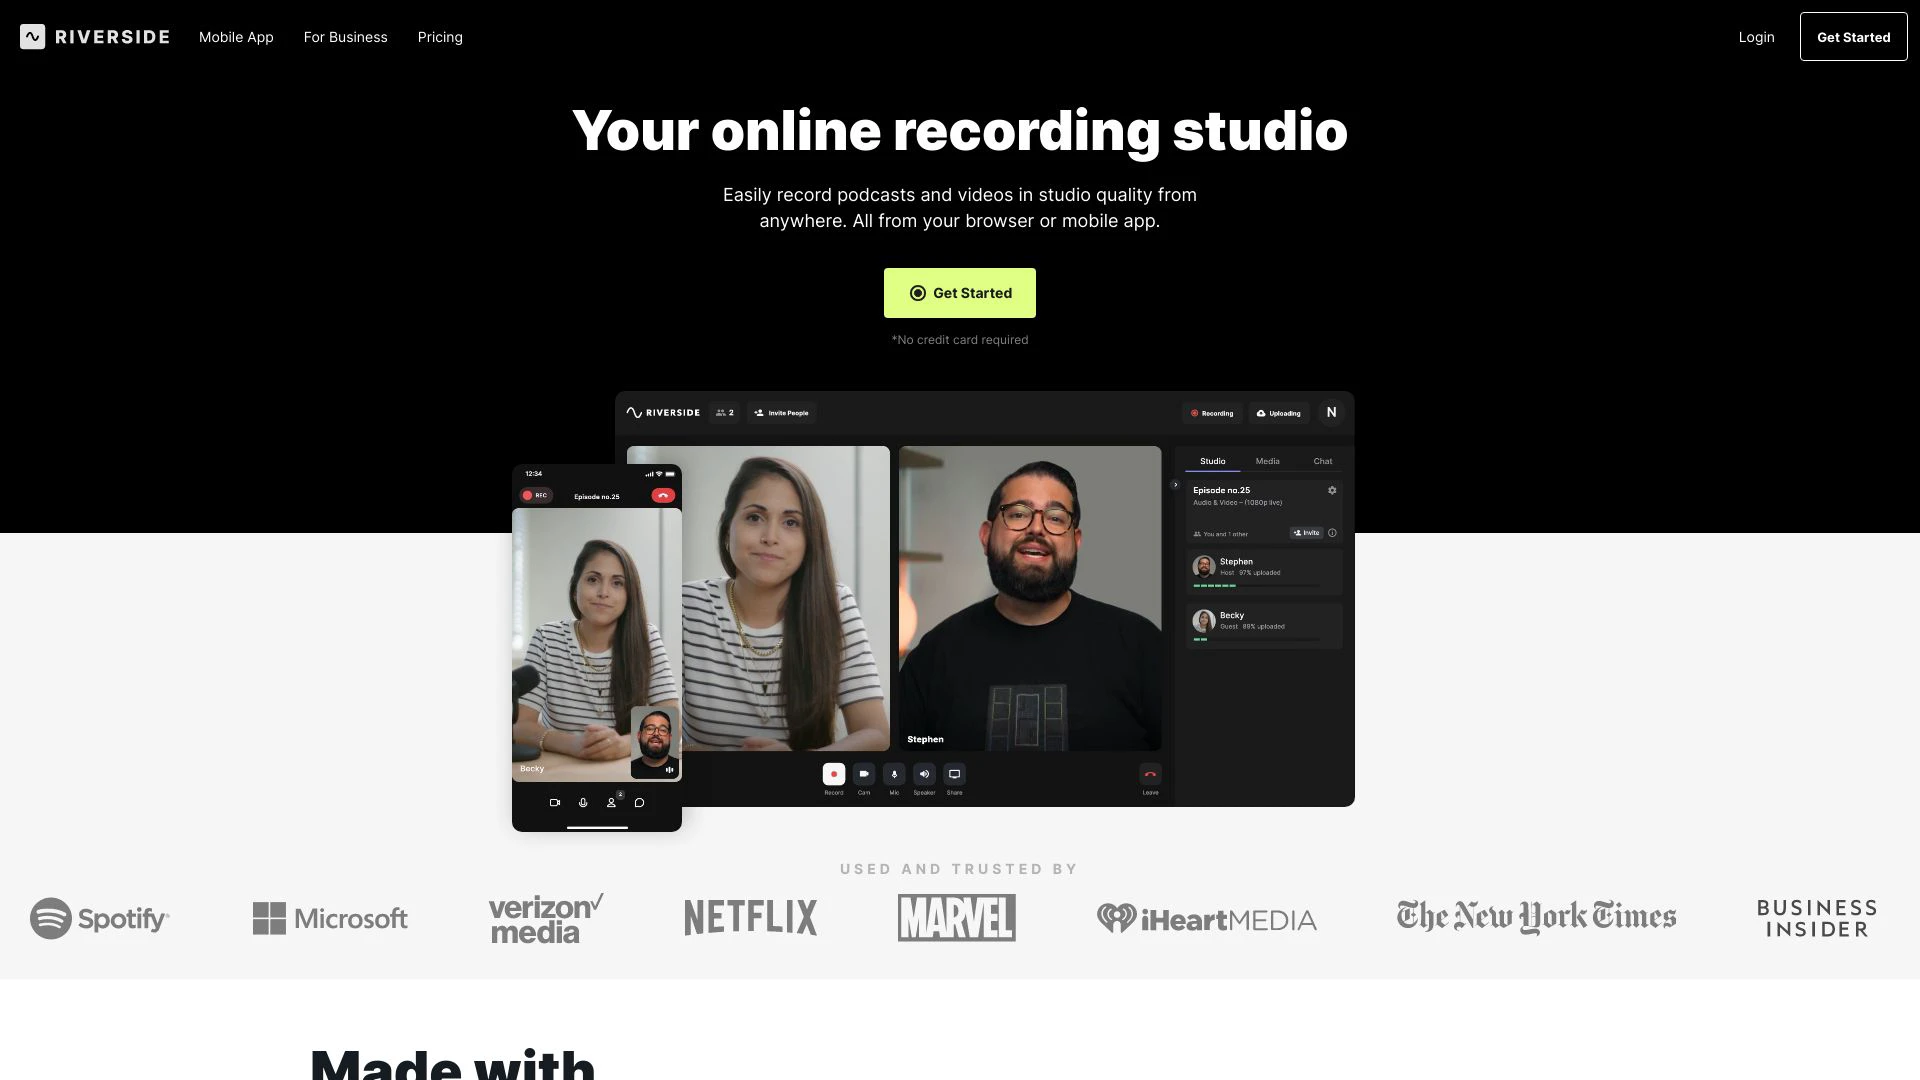 RIVERSIDE
Mobile App
For Business
Pricing
Login
Get Started
Your online recording studio
Easily record podcasts and videos in studio quality from
anywhere. All from your browser or mobile app.
Get Started
*No credit card required
RIVERSIDE
2
Invite People
Recording
Uploading
N
12:34
REC
Episode no.25
Becky
2
Stephen
Record
Cam
Mic
Speaker
Share
Leave
Studio
Media
Chat
Episode no.25
Audio & Video – (1080p live)
You and 1 other
Invite
Stephen
Host 97% uploaded
Becky
Guest 89% uploaded
USED AND TRUSTED BY
Spotify
Microsoft
verizon
media
NETFLIX
MARVEL
iHeartMEDIA
The New York Times
BUSINESS
INSIDER
Made with